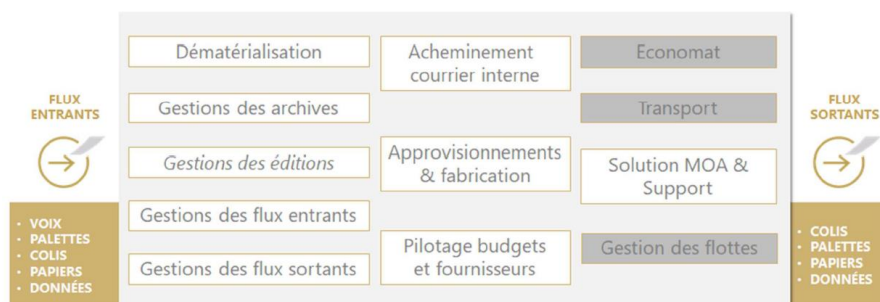 FLUX
ENTRANTS
• VOIX
• PALETTES
• COLIS
• PAPIERS
• DONNÉES
Dématérialisation
Gestions des archives
Gestions des éditions
Gestions des flux entrants
Gestions des flux sortants
Acheminement
courrier interne
Approvisionnements
& fabrication
Pilotage budgets
et fournisseurs
Economat
Transport
Solution MOA &
Support
Gestion des flottes
FLUX
SORTANTS
• COLIS
• PALETTES
• PAPIERS
• DONNÉES